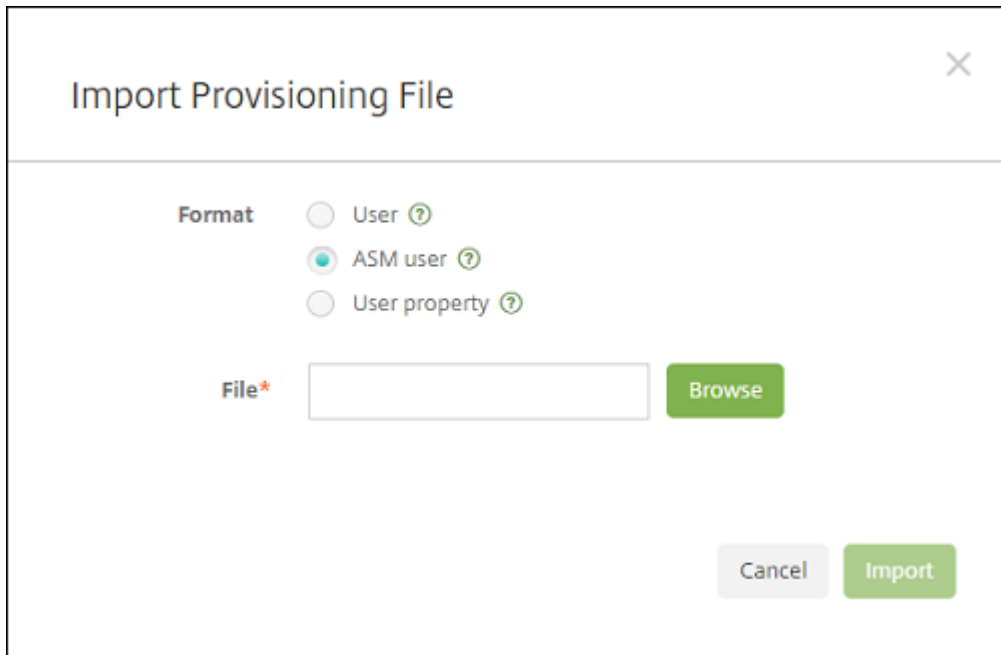 Import Provisioning File
Format User ?
ASM user ?
User property ?
File* Browse
Cancel Import